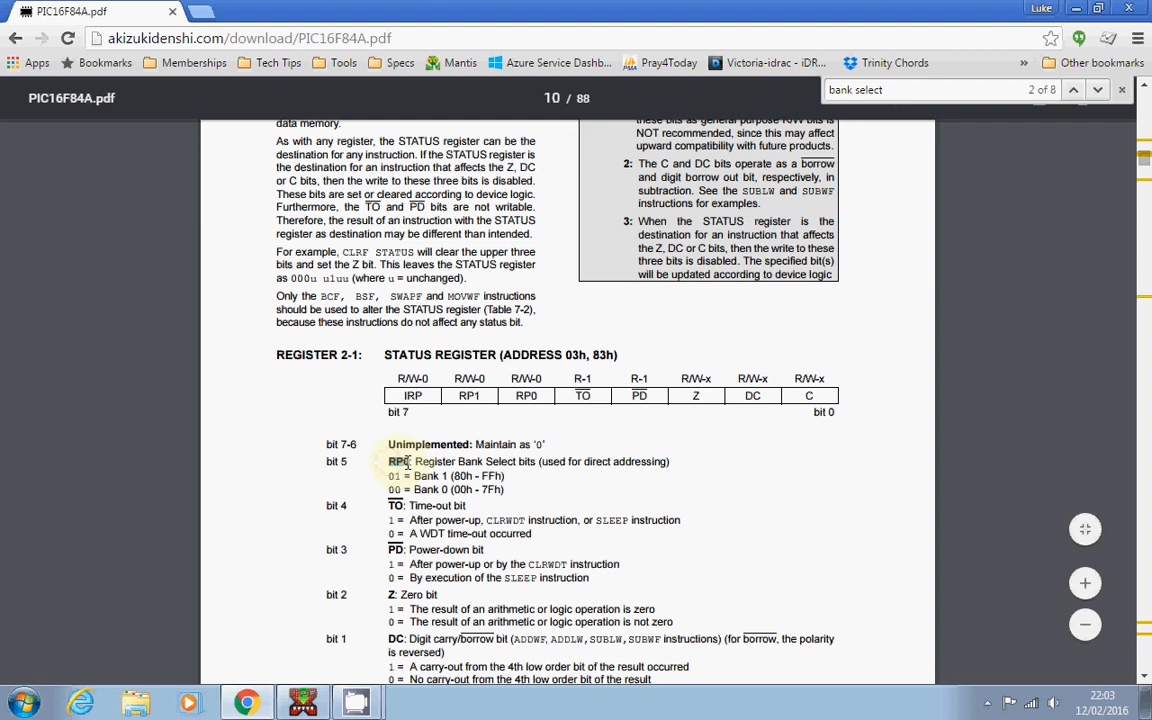 PIC16F84A.pdf
Luke
akizukidenshi.com/download/PIC16F84A.pdf
Apps
Bookmarks
Memberships
Tech Tips
Tools
Specs
Mantis
Azure Service Dashb...
Pray4Today
Victoria-idrac - iDR...
Trinity Chords
»
Other bookmarks
PIC16F84A.pdf
10 / 88
bank select
2 of 8
data memory.
As with any register, the STATUS register can be the
destination for any instruction. If the STATUS register is
the destination for an instruction that affects the Z, DC
or C bits, then the write to these three bits is disabled.
These bits are set or cleared according to device logic.
Furthermore, the TO and PD bits are not writable.
Therefore, the result of an instruction with the STATUS
register as destination may be different than intended.
For example, CLRF STATUS will clear the upper three
bits and set the Z bit. This leaves the STATUS register
as 000u u1uu (where u = unchanged).
Only the BCF, BSF, SWAPF and MOVWF instructions
should be used to alter the STATUS register (Table 7-2),
because these instructions do not affect any status bit.
these bits as general purpose R/W bits is
NOT recommended, since this may affect
upward compatibility with future products.
2: The C and DC bits operate as a borrow
and digit borrow out bit, respectively, in
subtraction. See the SUBLW and SUBWF
instructions for examples.
3: When the STATUS register is the
destination for an instruction that affects
the Z, DC or C bits, then the write to these
three bits is disabled. The specified bit(s)
will be updated according to device logic
REGISTER 2-1: STATUS REGISTER (ADDRESS 03h, 83h)
R/W-0 R/W-0 R/W-0 R-1 R-1 R/W-x R/W-x R/W-x
IRP RP1 RP0 TO PD Z DC C
bit 7 bit 0
bit 7-6 Unimplemented: Maintain as '0'
bit 5 RP0: Register Bank Select bits (used for direct addressing)
01 = Bank 1 (80h - FFh)
00 = Bank 0 (00h - 7Fh)
bit 4 TO: Time-out bit
1 = After power-up, CLRWDT instruction, or SLEEP instruction
0 = A WDT time-out occurred
bit 3 PD: Power-down bit
1 = After power-up or by the CLRWDT instruction
0 = By execution of the SLEEP instruction
bit 2 Z: Zero bit
1 = The result of an arithmetic or logic operation is zero
0 = The result of an arithmetic or logic operation is not zero
bit 1 DC: Digit carry/borrow bit (ADDWF, ADDLW,SUBLW,SUBWF instructions) (for borrow, the polarity
is reversed)
1 = A carry-out from the 4th low order bit of the result occurred
0 = No carry-out from the 4th low order bit of the result
22:03
12/02/2016